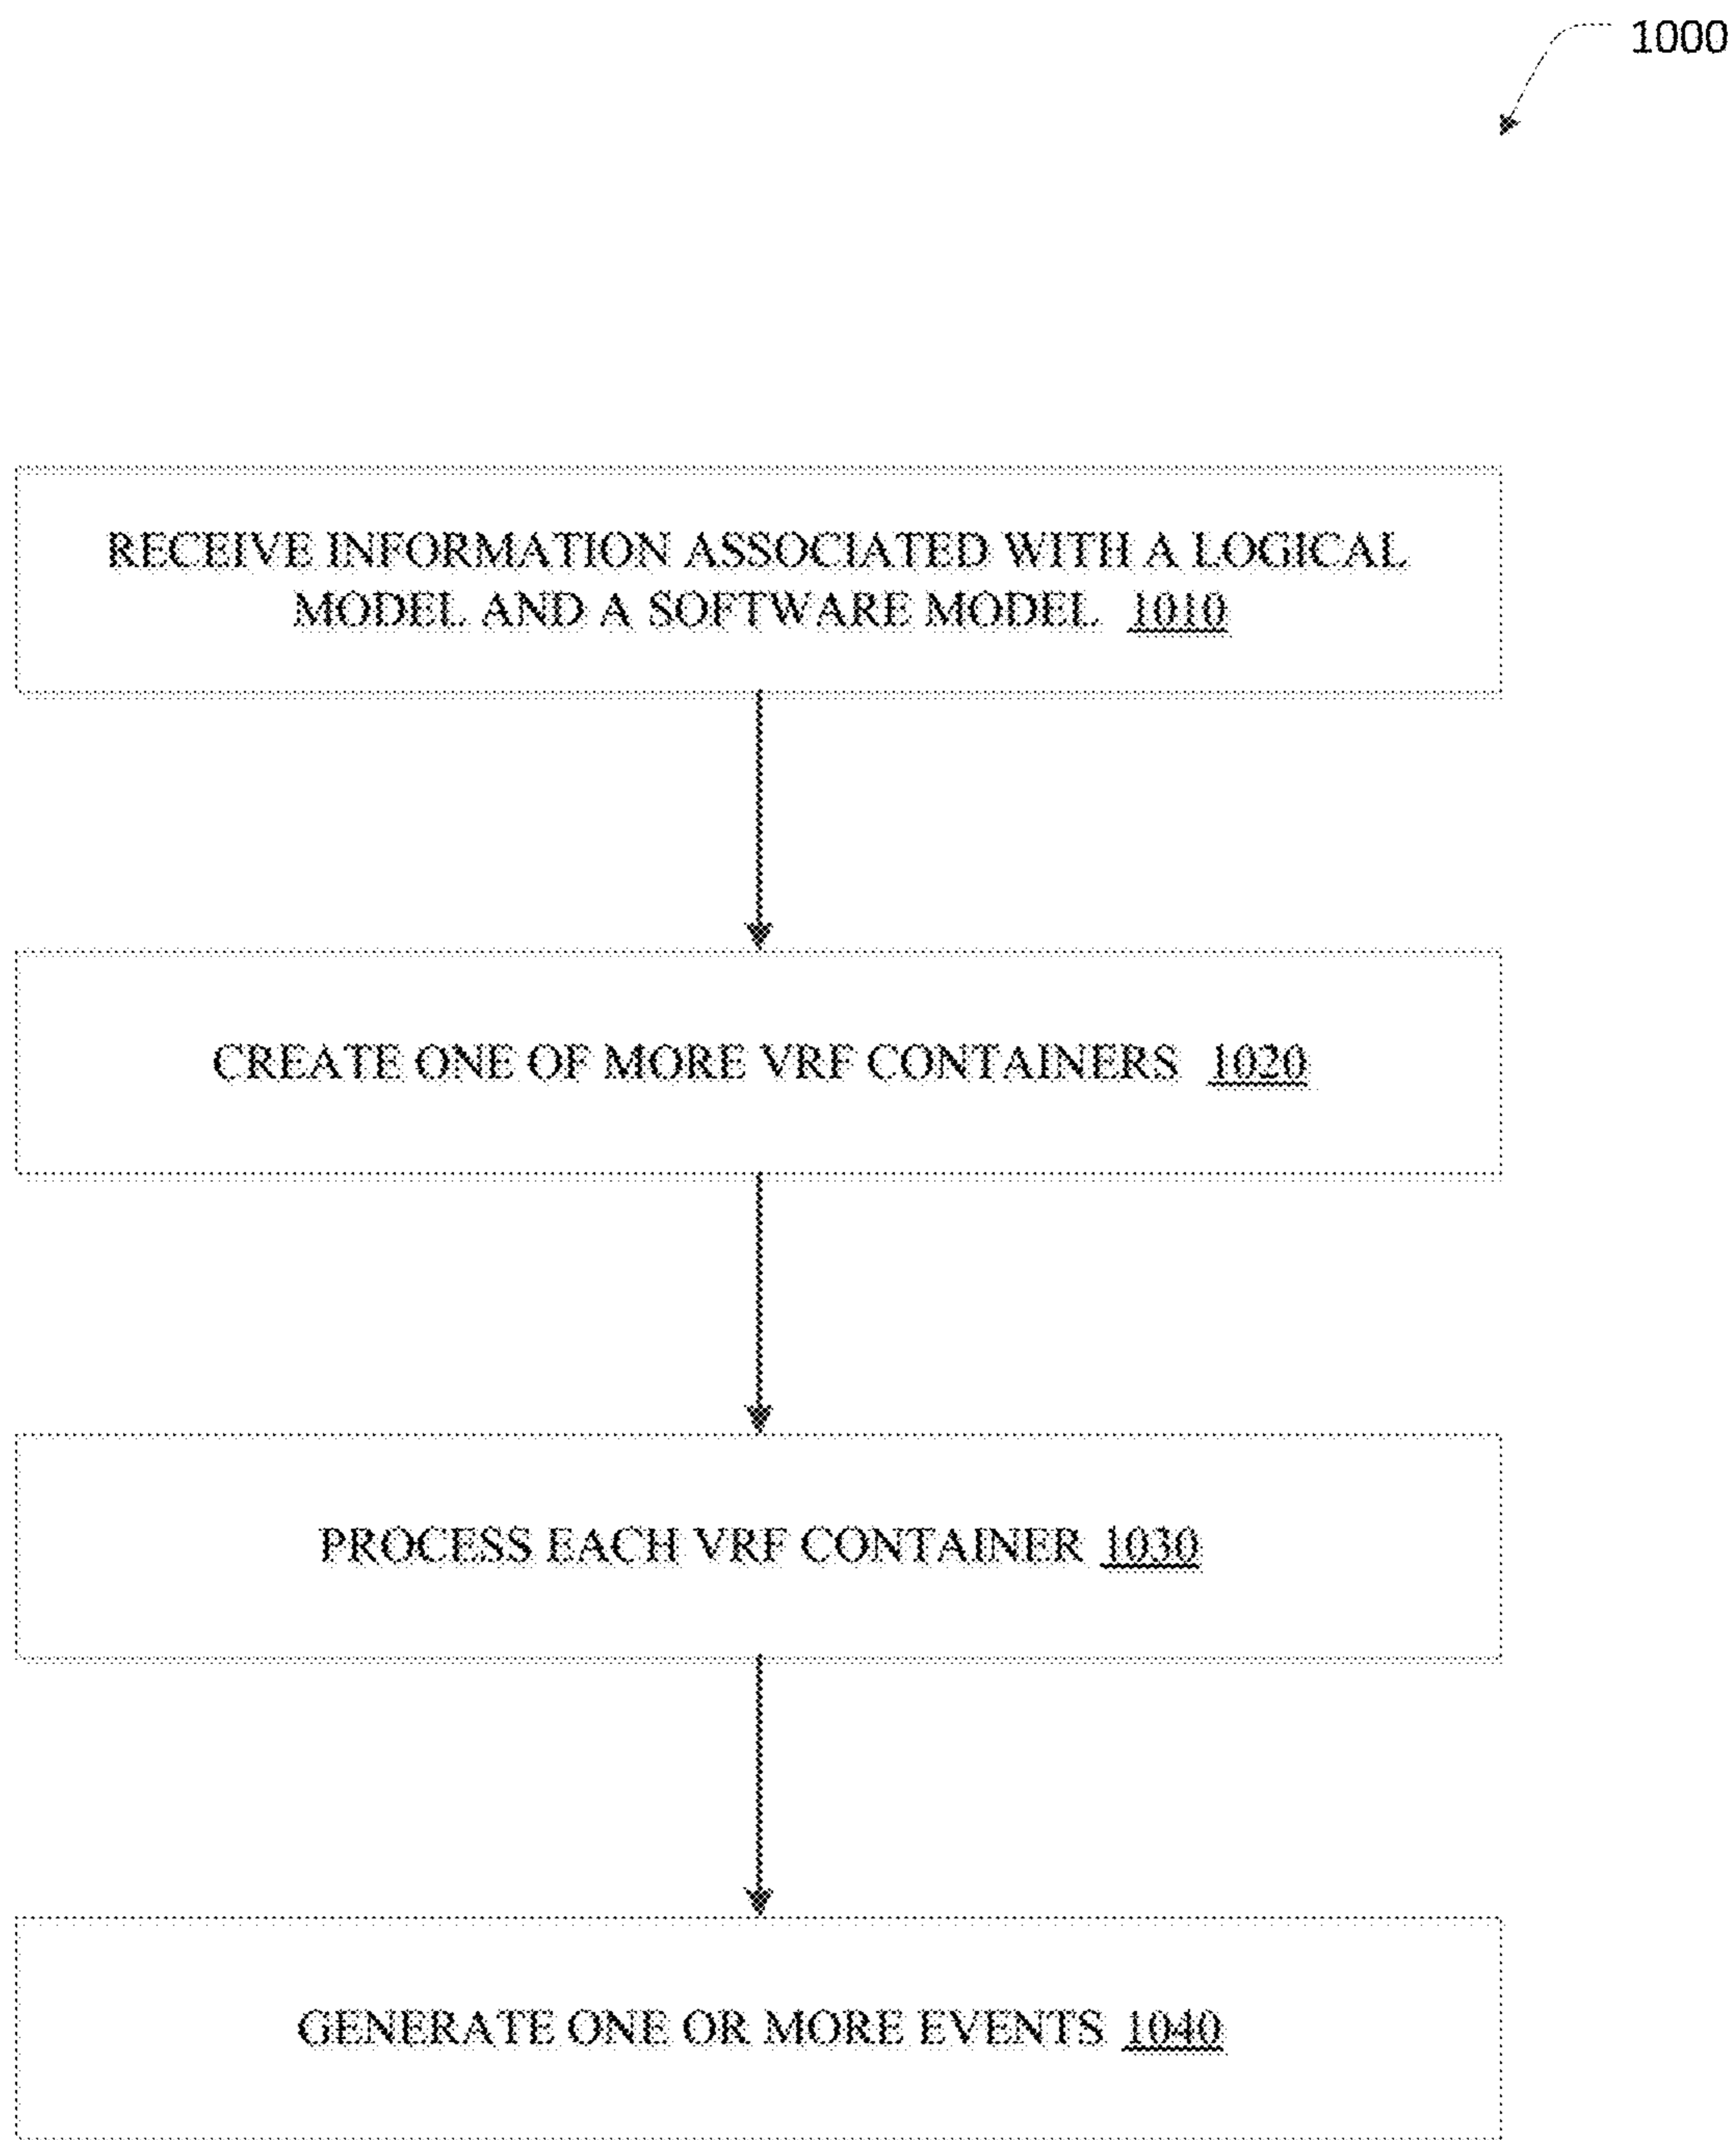 1000
RECEIVE INFORMATION ASSOCIATED WITH A LOGICAL
MODEL AND A SOFTWARE MODEL 1010
CREATE ONE OF MORE VRF CONTAINERS 1020
PROCESS EACH VRF CONTAINER 1030
GENERATE ONE OR MORE EVENTS 1040